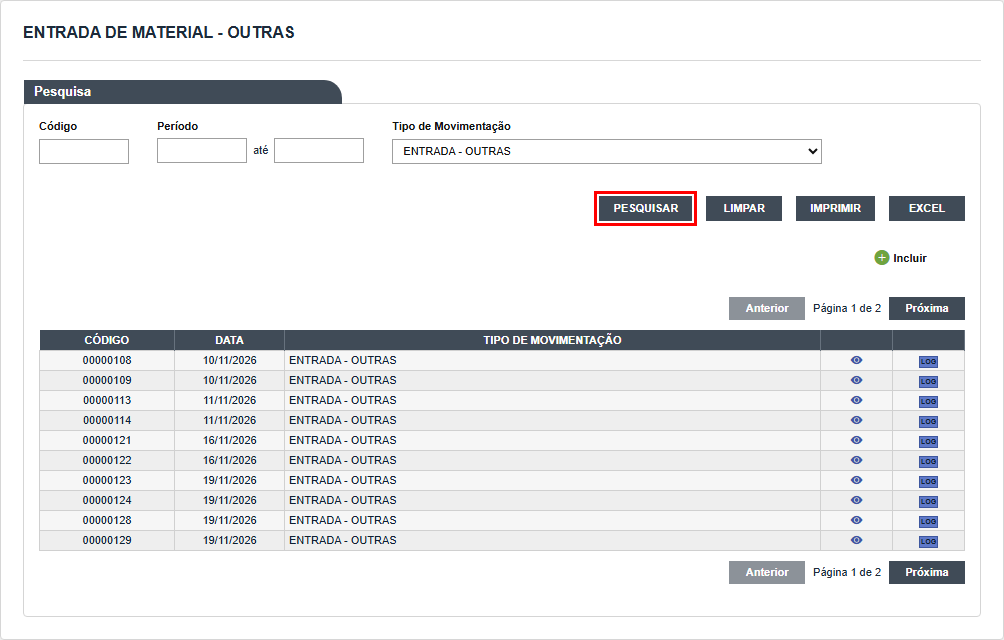 ENTRADA DE MATERIAL - OUTRAS
Pesquisa
Código Período Tipo de Movimentação
até ENTRADA - OUTRAS
PESQUISAR LIMPAR IMPRIMIR EXCEL
Incluir
Anterior Página 1 de 2 Próxima
CÓDIGO DATA TIPO DE MOVIMENTAÇÃO
00000108 10/11/2026 ENTRADA - OUTRAS LOG
00000109 10/11/2026 ENTRADA - OUTRAS LOG
00000113 11/11/2026 ENTRADA - OUTRAS LOG
00000114 11/11/2026 ENTRADA - OUTRAS LOG
00000121 16/11/2026 ENTRADA - OUTRAS LOG
00000122 16/11/2026 ENTRADA - OUTRAS LOG
00000123 19/11/2026 ENTRADA - OUTRAS LOG
00000124 19/11/2026 ENTRADA - OUTRAS LOG
00000128 19/11/2026 ENTRADA - OUTRAS LOG
00000129 19/11/2026 ENTRADA - OUTRAS LOG
Anterior Página 1 de 2 Próxima